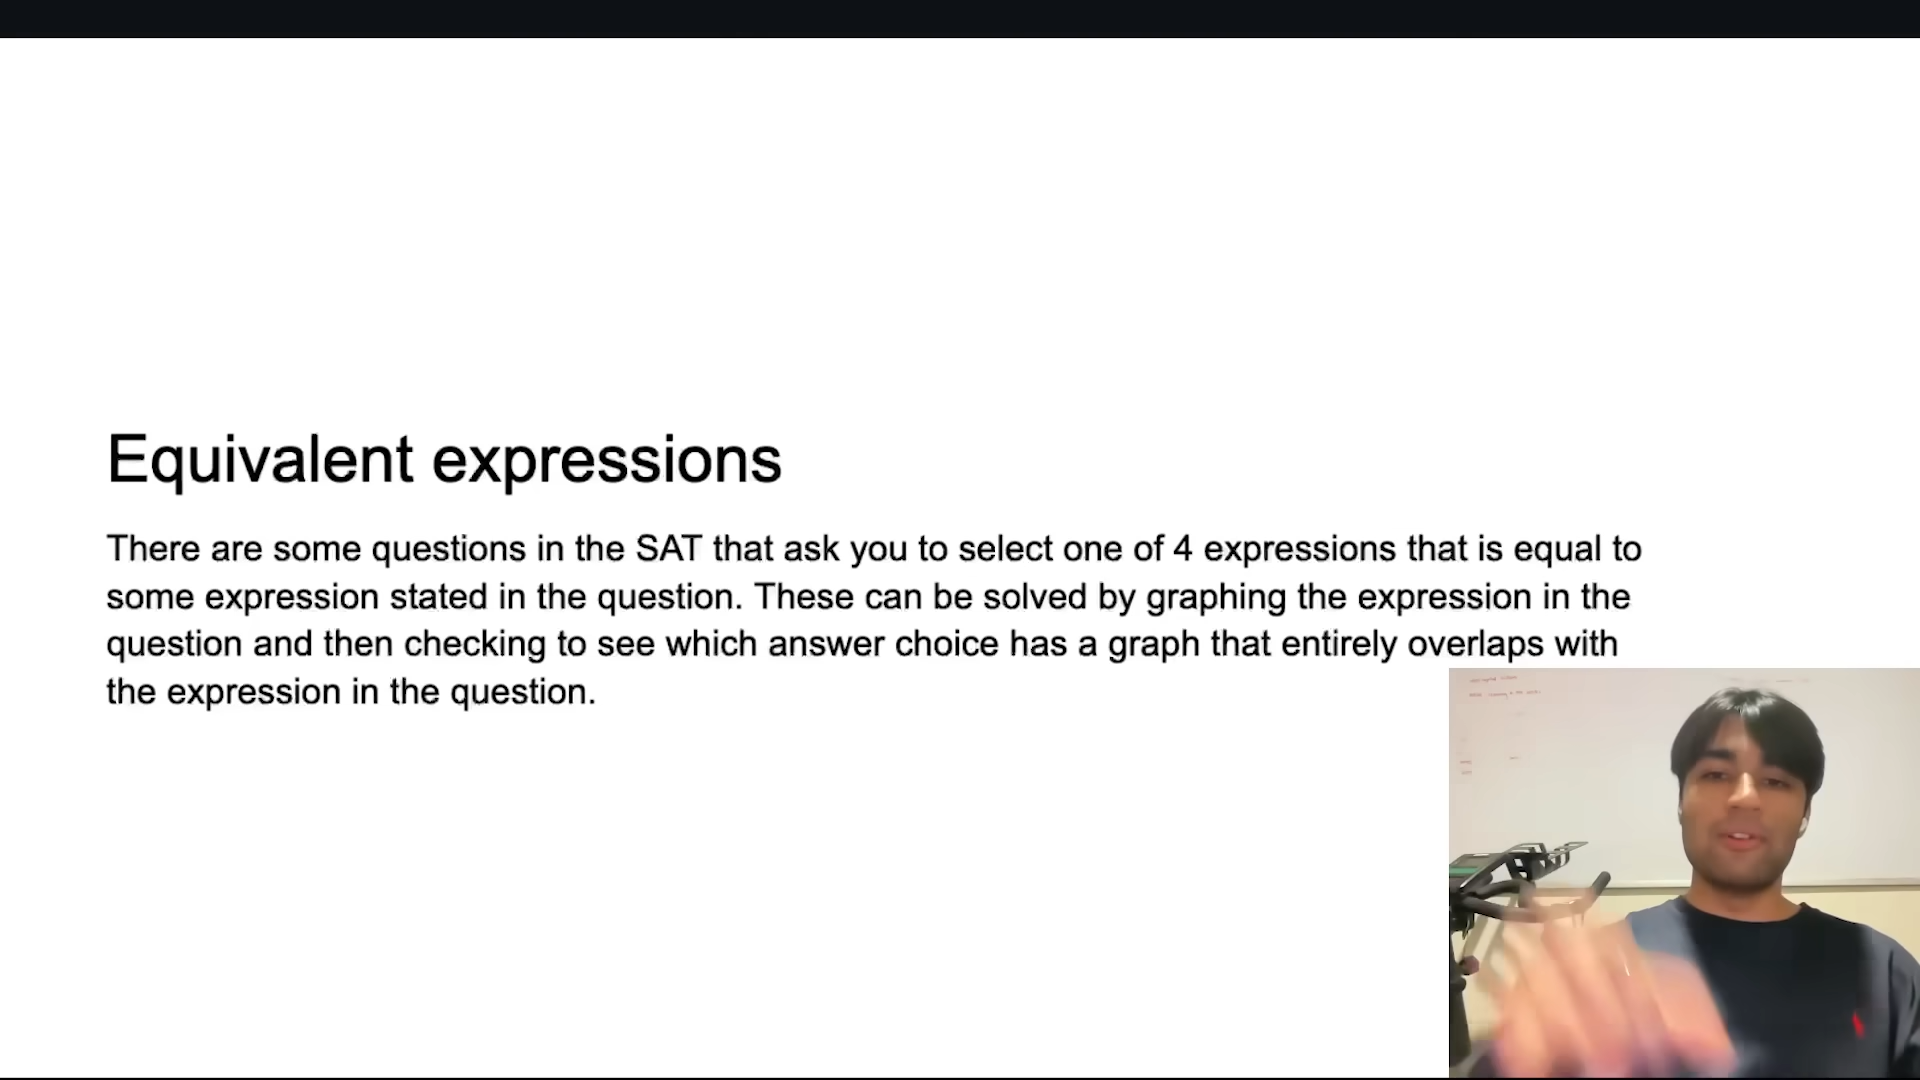 Equivalent expressions
There are some questions in the SAT that ask you to select one of 4 expressions that is equal to
some expression stated in the question. These can be solved by graphing the expression in the
question and then checking to see which answer choice has a graph that entirely overlaps with
the expression in the question.